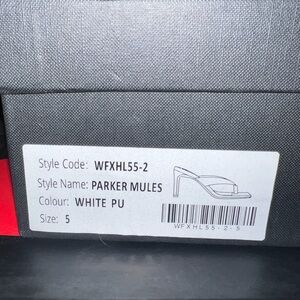 Style Code: WFXHL55-2
Style Name: PARKER MULES
Colour: WHITE PU
Size: 5
WFXHL55-2-5